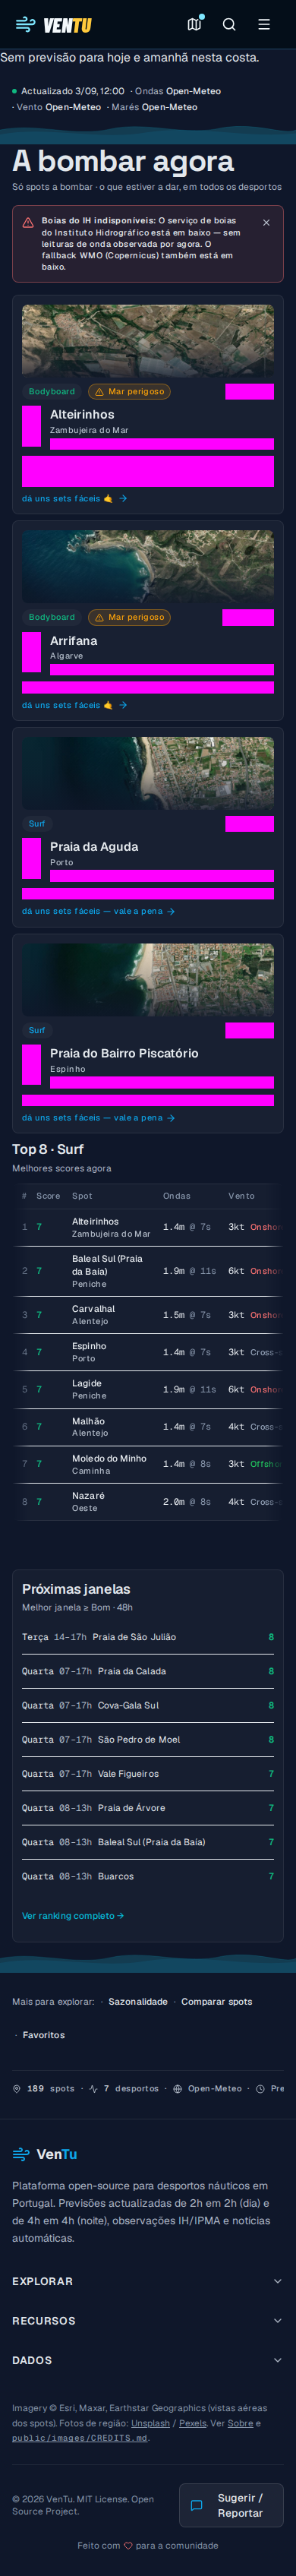 VENTU
Sem previsão para hoje e amanhã nesta costa.
Actualizado 3/09, 12:00 · Ondas Open-Meteo
· Vento Open-Meteo · Marés Open-Meteo
A bombar agora
Só spots a bombar · o que estiver a dar, em todos os desportos
Boias do IH indisponíveis: O serviço de boias
do Instituto Hidrográfico está em baixo — sem
leituras de onda observada por agora. O
fallback WMO (Copernicus) também está em
baixo.
Bodyboard Mar perigoso
Alteirinhos
Zambujeira do Mar
dá uns sets fáceis 🤙 →
Bodyboard Mar perigoso
Arrifana
Algarve
dá uns sets fáceis 🤙 →
Surf
Praia da Aguda
Porto
dá uns sets fáceis — vale a pena →
Surf
Praia do Bairro Piscatório
Espinho
dá uns sets fáceis — vale a pena →
Top 8 · Surf
Melhores scores agora
# Score Spot Ondas Vento
1 7 Alteirinhos 1.4m @ 7s 3kt
Zambujeira do Mar
2 7 Baleal Sul (Praia da Baía) 1.9m @ 11s 6kt
Peniche
3 7 Carvalhal 1.5m @ 7s 3kt
Alentejo
4 7 Espinho 1.4m @ 7s 3kt
Porto
5 7 Lagide 1.9m @ 11s 6kt
Peniche
6 7 Malhão 1.4m @ 7s 4kt
Alentejo
7 7 Moledo do Minho 1.4m @ 8s 3kt
Caminha
8 7 Nazaré 2.0m @ 8s 4kt
Oeste
Próximas janelas
Melhor janela ≥ Bom · 48h
Terça 14–17h Praia de São Julião 8
Quarta 07–17h Praia da Calada 8
Quarta 07–17h Cova-Gala Sul 8
Quarta 07–17h São Pedro de Moel 8
Quarta 07–17h Vale Figueiros 7
Quarta 08–13h Praia de Árvore 7
Quarta 08–13h Baleal Sul (Praia da Baía) 7
Quarta 08–13h Buarcos 7
Ver ranking completo →
Mais para explorar: · Sazonalidade · Comparar spots
· Favoritos
189 spots · 7 desportos · Open-Meteo ·
VenTu
Plataforma open-source para desportos náuticos em
Portugal. Previsões actualizadas de 2h em 2h (dia) e
de 4h em 4h (noite), observações IH/IPMA e notícias
automáticas.
EXPLORAR
RECURSOS
DADOS
Imagery © Esri, Maxar, Earthstar Geographics (vistas aéreas
dos spots). Fotos de região: Unsplash / Pexels. Ver Sobre e
public/images/CREDITS.md.
© 2026 VenTu. MIT License. Open
Source Project.
Sugerir /
Reportar
Feito com ♡ para a comunidade